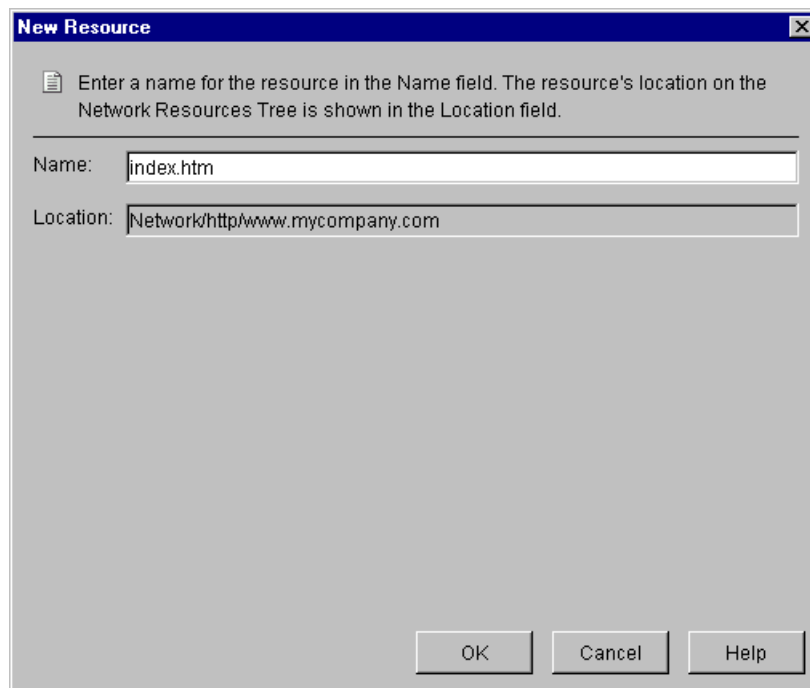 New Resource
Enter a name for the resource in the Name field. The resource's location on the
Network Resources Tree is shown in the Location field.
Name: index.htm
Location: Network/http/www.mycompany.com
OK Cancel Help